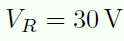 V_R = 30 V